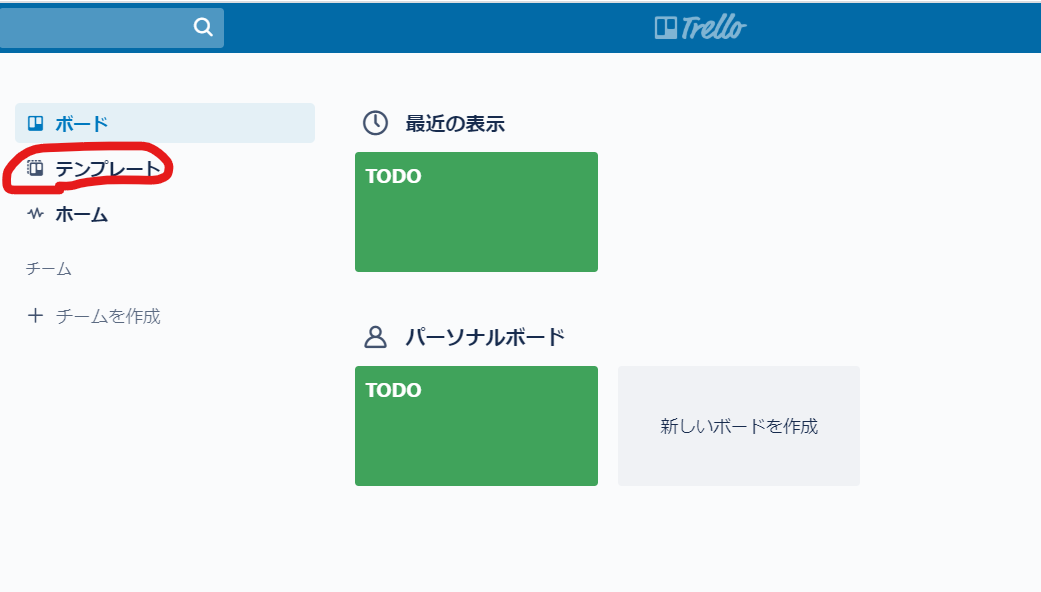 Trello
ボード
テンプレート
ホーム
チーム
+ チームを作成
最近の表示
TODO
パーソナルボード
TODO
新しいボードを作成